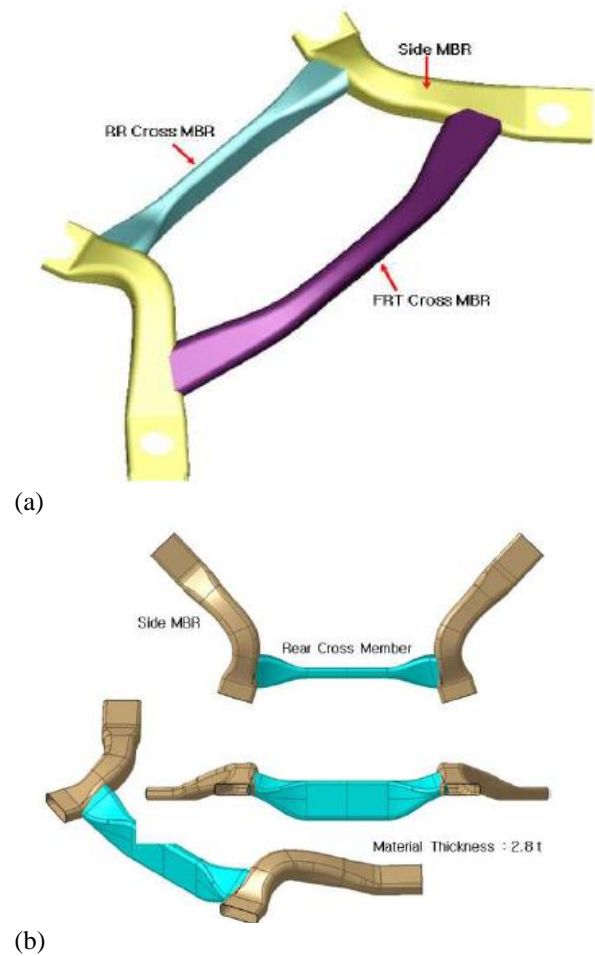 Side MBR
RR Cross MBR
FRT Cross MBR
(a)
Side MBR
Rear Cross Member
Material Thickness : 2.8 t
(b)